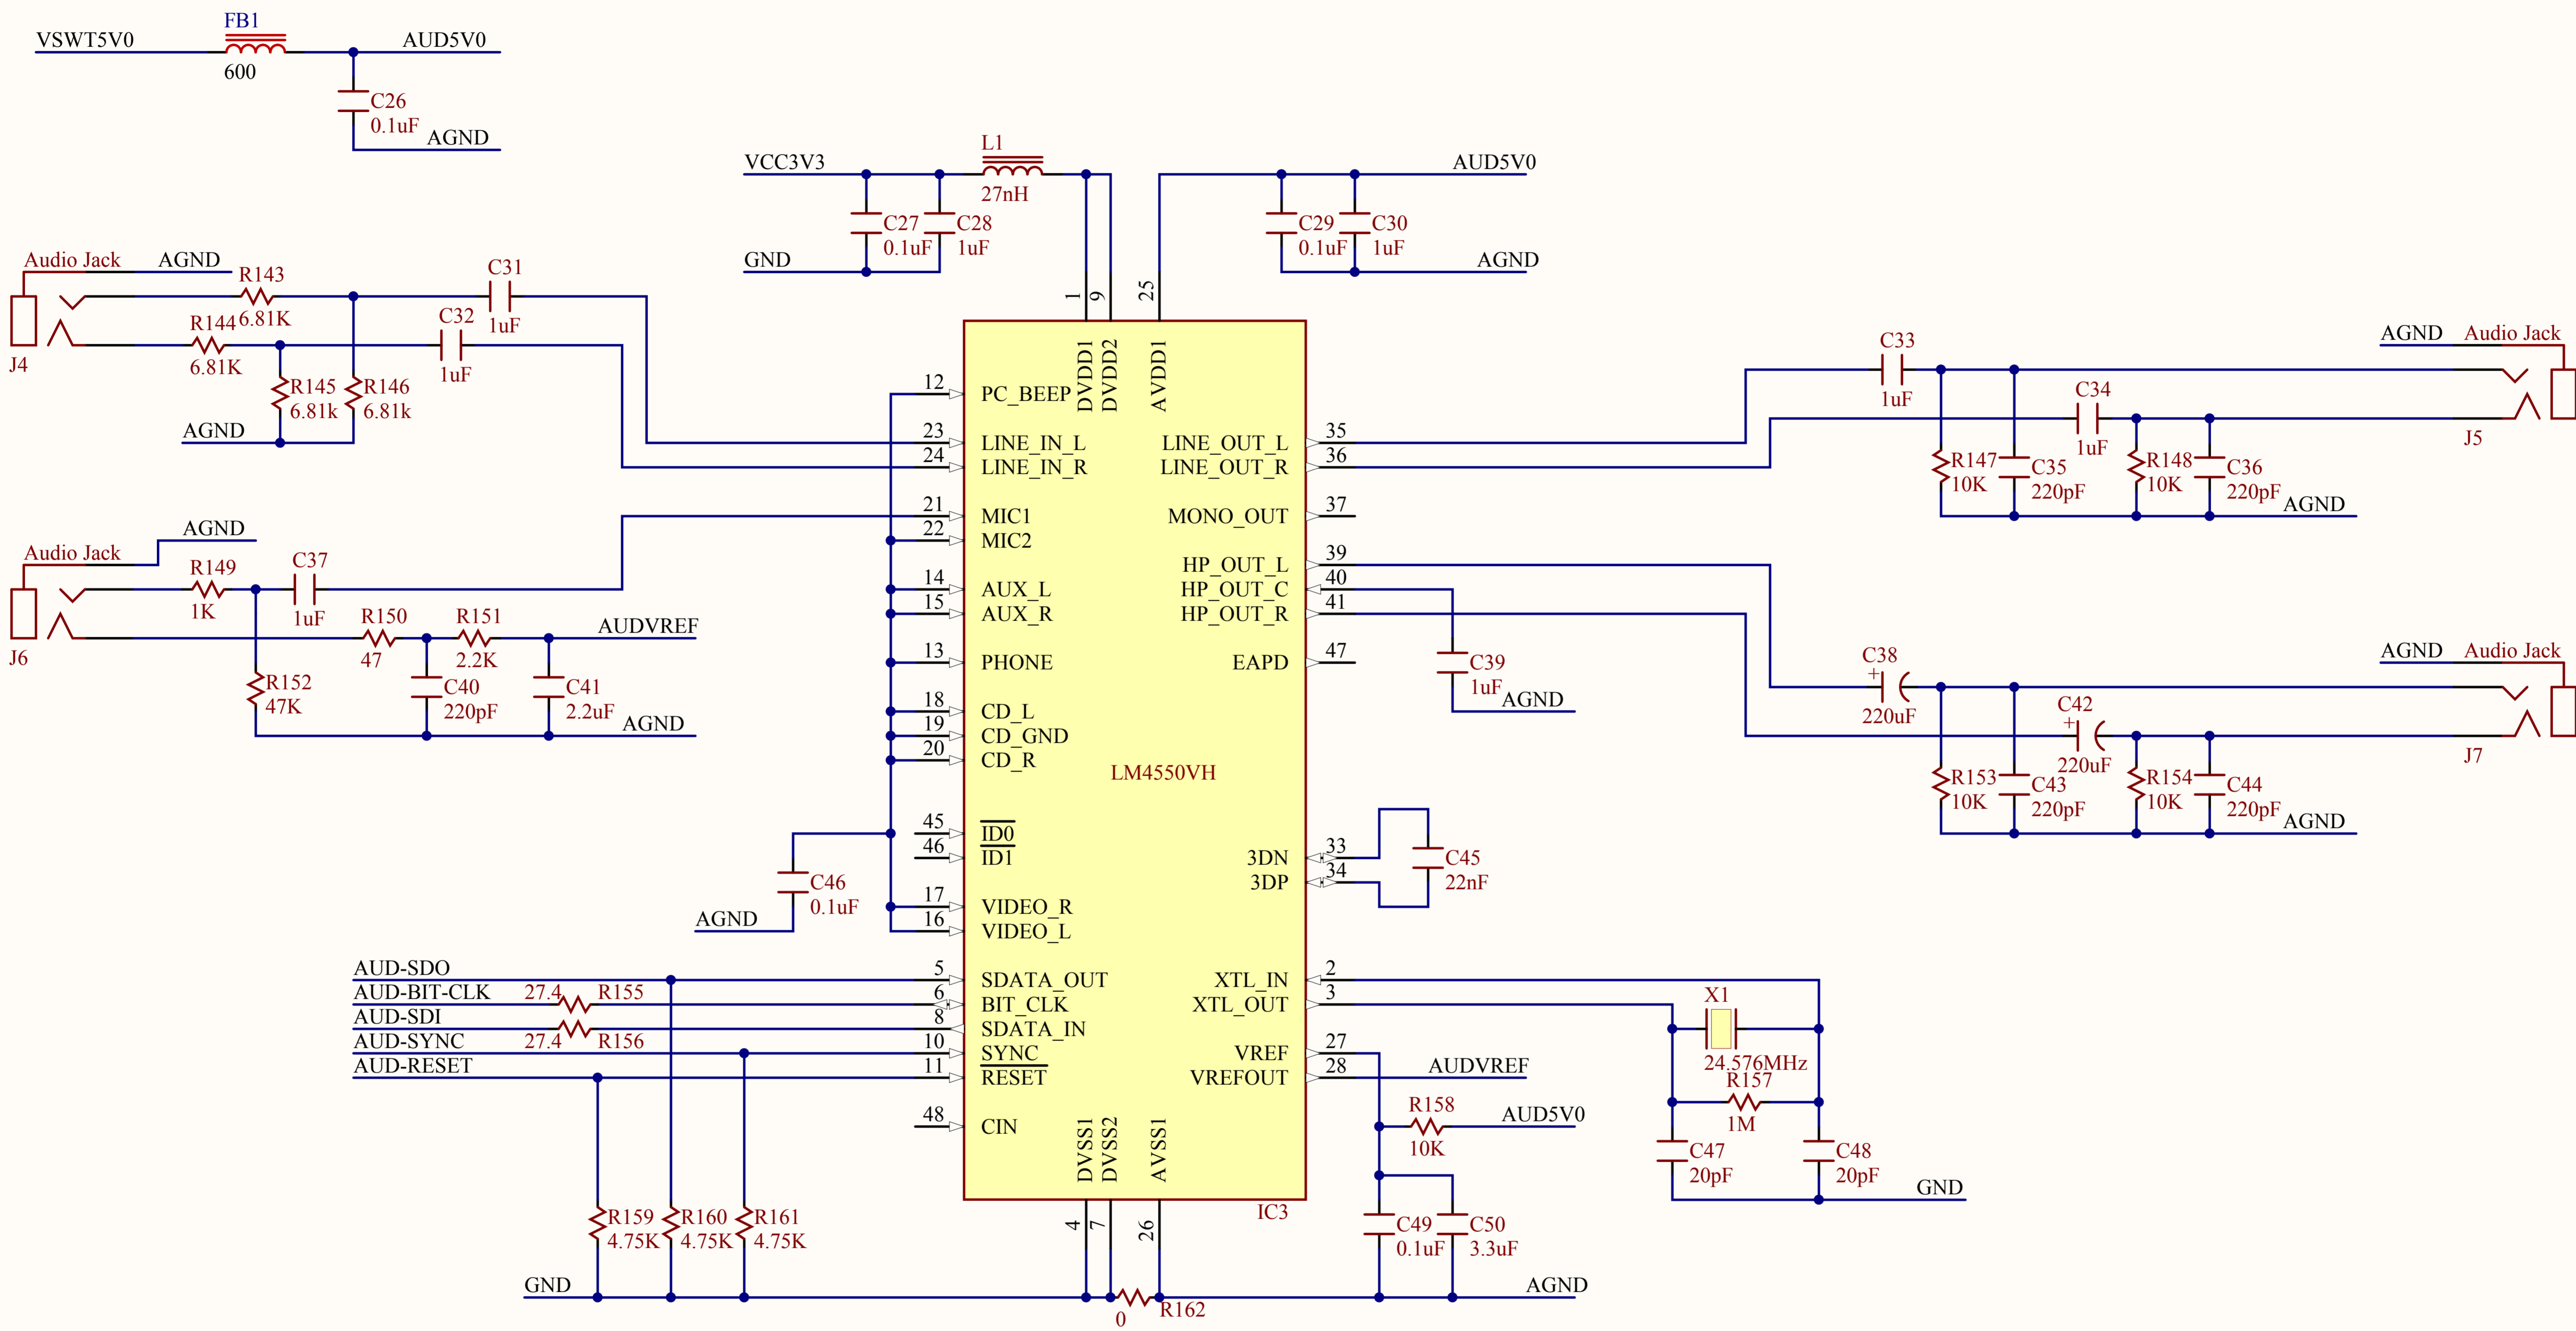 FB1
VSWT5V0
AUD5V0
600
C26
0.1uF
AGND
L1
VCC3V3
27nH
C27
0.1uF
C28
1uF
GND
AUD5V0
C29
0.1uF
C30
1uF
AGND
1
9
25
Audio Jack
AGND
R143
6.81K
R144
6.81K
C31
1uF
C32
1uF
J4
R145
6.81k
R146
6.81k
AGND
Audio Jack
AGND
R149
1K
C37
1uF
J6
R150
47
R151
2.2K
AUDVREF
R152
47K
C40
220pF
C41
2.2uF
AGND
DVDD1
DVDD2
AVDD1
12
PC_BEEP
23
LINE_IN_L
24
LINE_IN_R
21
MIC1
22
MIC2
14
AUX_L
15
AUX_R
13
PHONE
18
CD_L
19
CD_GND
20
CD_R
45
ID0
46
ID1
17
VIDEO_R
16
VIDEO_L
5
SDATA_OUT
6
BIT_CLK
8
SDATA_IN
10
SYNC
11
RESET
48
CIN
LM4550VH
LINE_OUT_L
35
LINE_OUT_R
36
MONO_OUT
37
HP_OUT_L
39
HP_OUT_C
40
HP_OUT_R
41
EAPD
47
3DN
33
3DP
34
XTL_IN
2
XTL_OUT
3
VREF
27
VREFOUT
28
DVSS1
DVSS2
AVSS1
IC3
4
7
26
C46
0.1uF
AGND
AUD-SDO
AUD-BIT-CLK
27.4
R155
AUD-SDI
AUD-SYNC
27.4
R156
AUD-RESET
R159
4.75K
R160
4.75K
R161
4.75K
GND
0
R162
AGND
C33
1uF
C34
1uF
AGND
Audio Jack
J5
R147
10K
C35
220pF
R148
10K
C36
220pF
AGND
C39
1uF
AGND
C38
+
220uF
C42
+
220uF
AGND
Audio Jack
J7
R153
10K
C43
220pF
R154
10K
C44
220pF
AGND
C45
22nF
X1
24.576MHz
R157
1M
C47
20pF
C48
20pF
GND
AUDVREF
R158
10K
AUD5V0
C49
0.1uF
C50
3.3uF